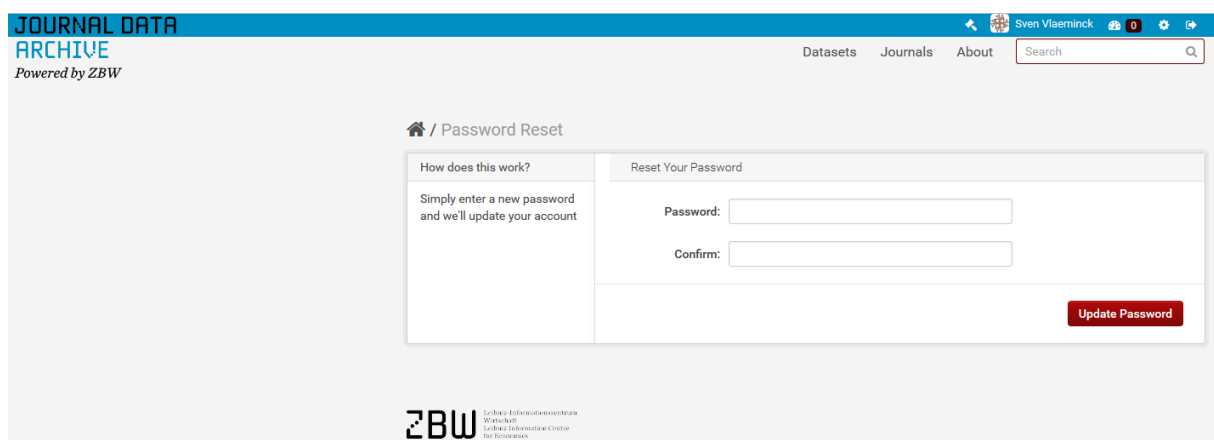 JOURNAL DATA
ARCHIVE
Powered by ZBW
Sven Vlaeminck 0
Datasets Journals About Search
/ Password Reset
How does this work?
Simply enter a new password
and we'll update your account
Reset Your Password
Password:
Confirm:
Update Password
ZBW
Leibniz-Informationszentrum
Wirtschaft
Leibniz Information Centre
for Economics